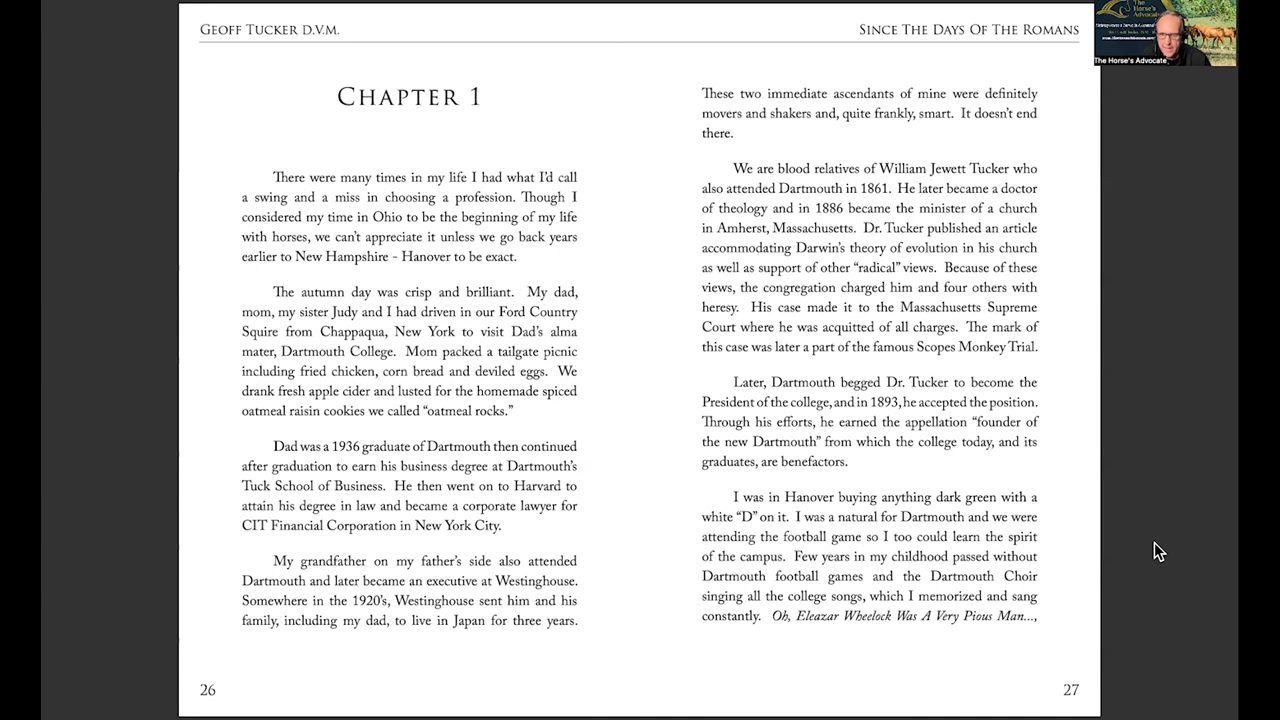 GEOFF TUCKER D.V.M.
CHAPTER 1
There were many times in my life I had what I'd call
a swing and a miss in choosing a profession. Though I
considered my time in Ohio to be the beginning of my life
with horses, we can't appreciate it unless we go back years
earlier to New Hampshire - Hanover to be exact.
The autumn day was crisp and brilliant. My dad,
mom, my sister Judy and I had driven in our Ford Country
Squire from Chappaqua, New York to visit Dad's alma
mater, Dartmouth College. Mom packed a tailgate picnic
including fried chicken, corn bread and deviled eggs. We
drank fresh apple cider and lusted for the homemade spiced
oatmeal raisin cookies we called “oatmeal rocks.”
Dad was a 1936 graduate of Dartmouth then continued
after graduation to earn his business degree at Dartmouth's
Tuck School of Business. He then went on to Harvard to
attain his degree in law and became a corporate lawyer for
CIT Financial Corporation in New York City.
My grandfather on my father's side also attended
Dartmouth and later became an executive at Westinghouse.
Somewhere in the 1920's, Westinghouse sent him and his
family, including my dad, to live in Japan for three years.
26
SINCE THE DAYS OF THE ROMANS
These two immediate ascendants of mine were definitely
movers and shakers and, quite frankly, smart. It doesn't end
there.
We are blood relatives of William Jewett Tucker who
also attended Dartmouth in 1861. He later became a doctor
of theology and in 1886 became the minister of a church
in Amherst, Massachusetts. Dr. Tucker published an article
accommodating Darwin's theory of evolution in his church
as well as support of other “radical” views. Because of these
views, the congregation charged him and four others with
heresy. His case made it to the Massachusetts Supreme
Court where he was acquitted of all charges. The mark of
this case was later a part of the famous Scopes Monkey Trial.
Later, Dartmouth begged Dr. Tucker to become the
President of the college, and in 1893, he accepted the position.
Through his efforts, he earned the appellation “founder of
the new Dartmouth” from which the college today, and its
graduates, are benefactors.
I was in Hanover buying anything dark green with a
white “D” on it. I was a natural for Dartmouth and we were
attending the football game so I too could learn the spirit
of the campus. Few years in my childhood passed without
Dartmouth football games and the Dartmouth Choir
singing all the college songs, which I memorized and sang
constantly. Oh, Eleazar Wheelock Was A Very Pious Man...,
27
The
Horse's
Advocate
The Horse's Advocate